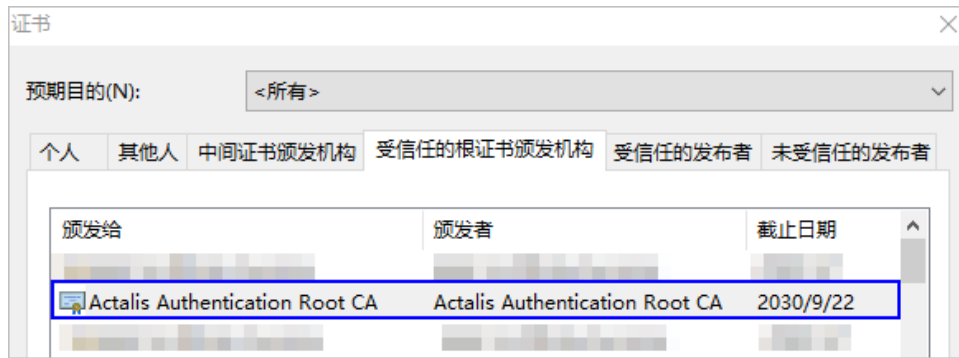 证书
预期目的(N): <所有>
个人 其他人 中间证书颁发机构 受信任的根证书颁发机构 受信任的发布者 未受信任的发布者
颁发给 颁发者 截止日期
Actalis Authentication Root CA Actalis Authentication Root CA 2030/9/22